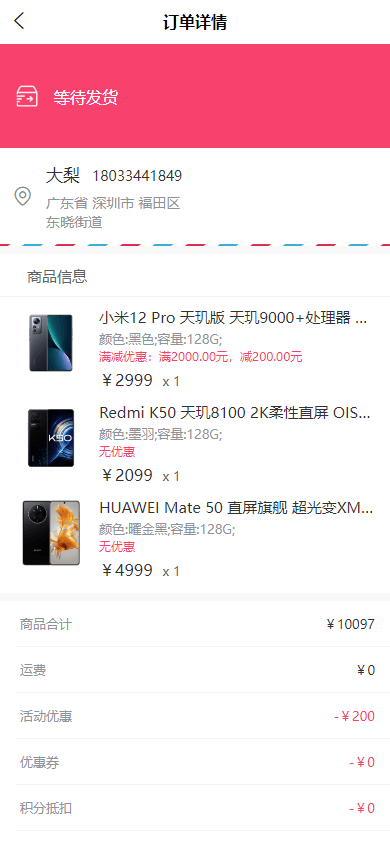 订单详情
等待发货
大梨 18033441849
广东省 深圳市 福田区
东晓街道
商品信息
小米12 Pro 天玑版 天玑9000+处理器 ...
颜色:黑色;容量:128G;
满减优惠：满2000.00元，减200.00元
￥2999 x 1
Redmi K50 天玑8100 2K柔性直屏 OIS...
颜色:墨羽;容量:128G;
无优惠
K50
￥2099 x 1
HUAWEI Mate 50 直屏旗舰 超光变XM...
颜色:曜金黑;容量:128G;
无优惠
￥4999 x 1
商品合计 ￥10097
运费 ￥0
活动优惠 -￥200
优惠券 -￥0
积分抵扣 -￥0